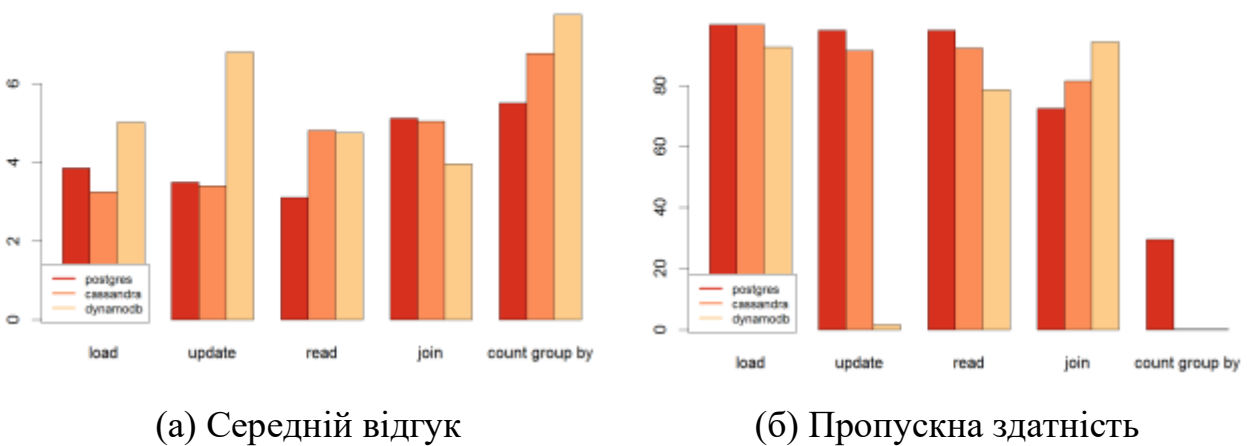 6
4
2
0
postgres
cassandra
dynamodb
load update read join count group by
(а) Середній відгук
80
60
40
20
0
postgres
cassandra
dynamodb
load update read join count group by
(б) Пропускна здатність